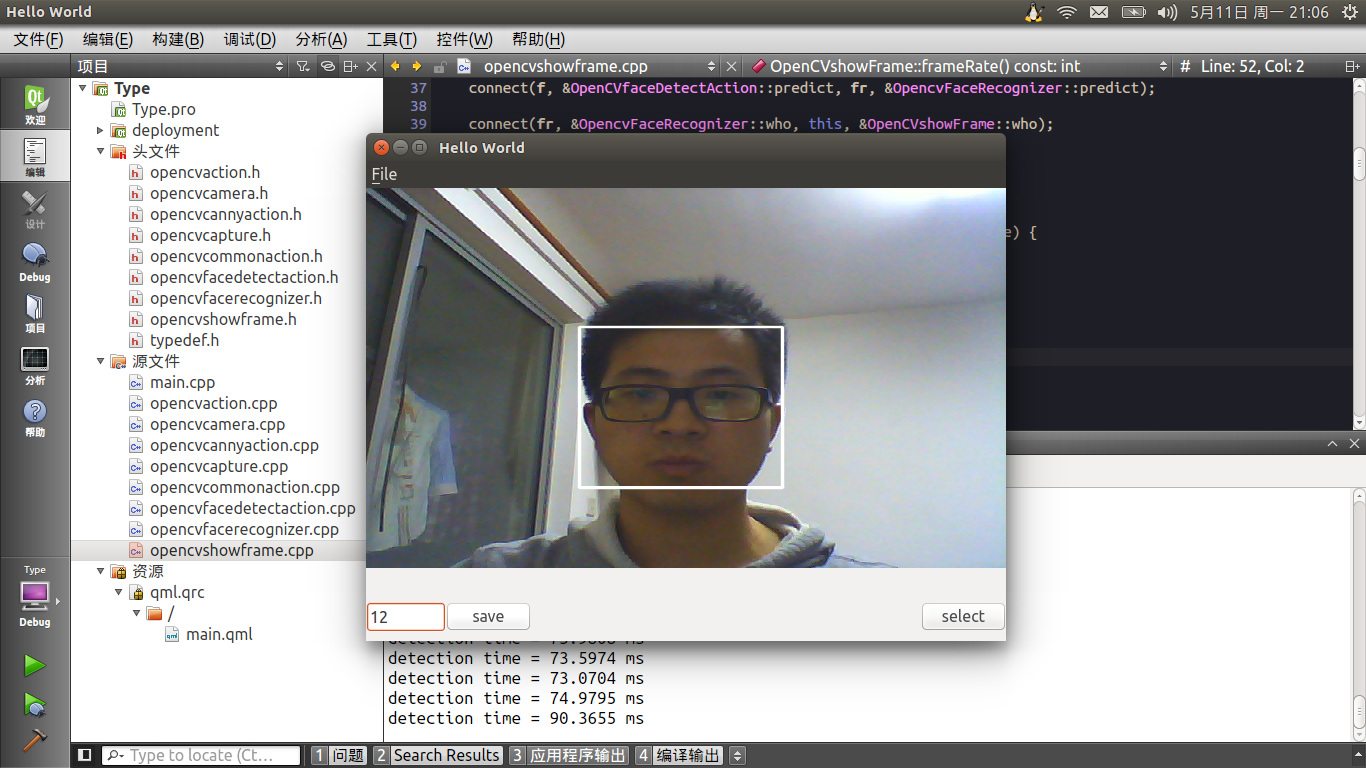 Hello World
5月11日 周一 21:06
文件(F) 编辑(E) 构建(B) 调试(D) 分析(A) 工具(T) 控件(W) 帮助(H)
项目
opencvshowframe.cpp
OpenCVshowFrame::frameRate() const: int
# Line: 52, Col: 2
欢迎
编辑
设计
Debug
项目
分析
帮助
Type
Debug
Type
Type.pro
deployment
头文件
opencvaction.h
opencvcamera.h
opencvcannyaction.h
opencvcapture.h
opencvcommonaction.h
opencvfacedetectaction.h
opencvfacerecognizer.h
opencvshowframe.h
typedef.h
源文件
main.cpp
opencvaction.cpp
opencvcamera.cpp
opencvcannyaction.cpp
opencvcapture.cpp
opencvcommonaction.cpp
opencvfacedetectaction.cpp
opencvfacerecognizer.cpp
opencvshowframe.cpp
资源
qml.qrc
/
main.qml
37 connect(f, &OpenCVfaceDetectAction::predict, fr, &OpencvFaceRecognizer::predict);
38
39 connect(fr, &OpencvFaceRecognizer::who, this, &OpenCVshowFrame::who);
) {
Hello World
File
12 save select
detection time = 73.5974 ms
detection time = 73.0704 ms
detection time = 74.9795 ms
detection time = 90.3655 ms
Type to locate (Ct... 1 问题 2 Search Results 3 应用程序输出 4 编译输出